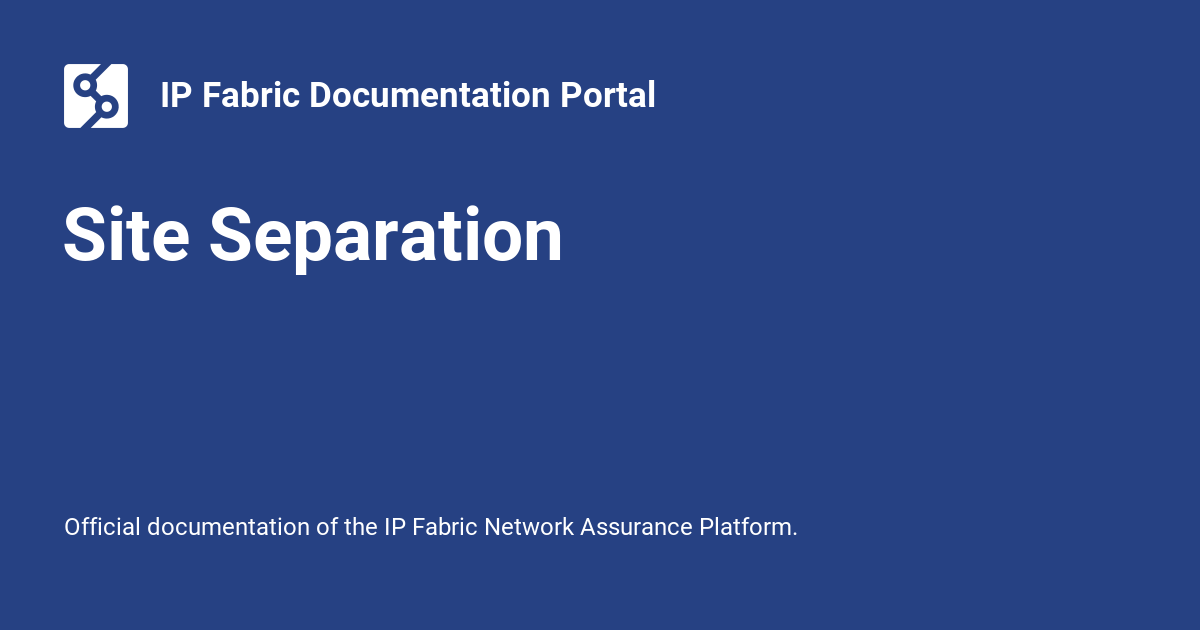 IP Fabric Documentation Portal
Site Separation
Official documentation of the IP Fabric Network Assurance Platform.